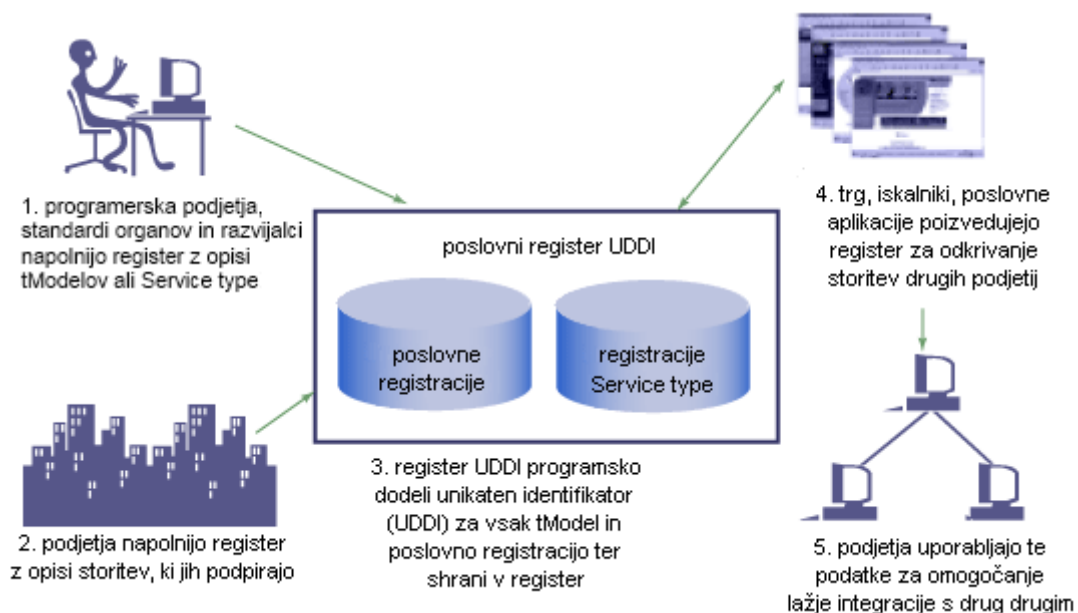 1. programerska podjetja,
standardi organov in razvijalci
napolnijo register z opisi
tModelov ali Service type
2. podjetja napolnijo register
z opisi storitev, ki jih podpirajo
poslovni register UDDI
poslovne
registracije
registracije
Service type
3. register UDDI programsko
dodeli unikaten identifikator
(UDDI) za vsak tModel in
poslovno registracijo ter
shrani v register
4. trg, iskalniki, poslovne
aplikacije poizvedujejo
register za odkrivanje
storitev drugih podjetij
5. podjetja uporabljajo te
podatke za omogočanje
lažje integracije s drug drugim